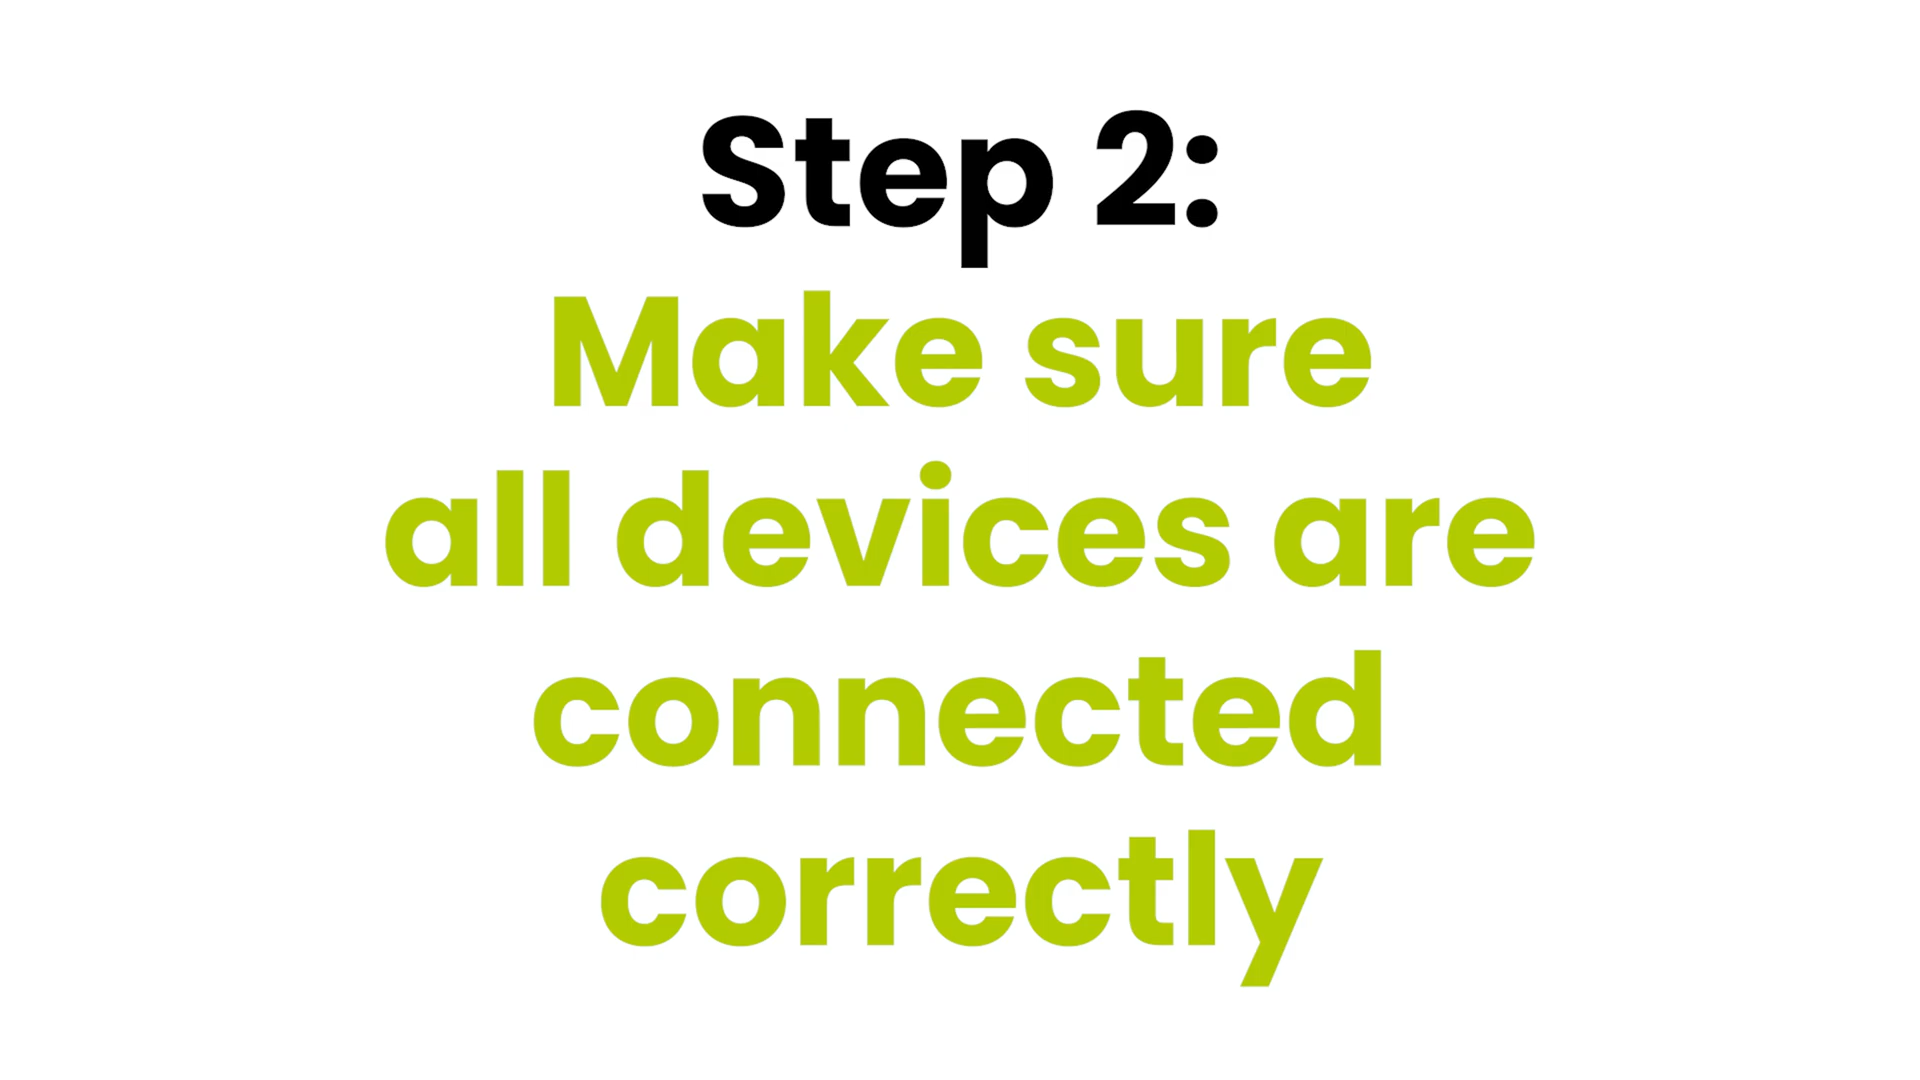 Step 2:
Make sure
all devices are
connected
correctly